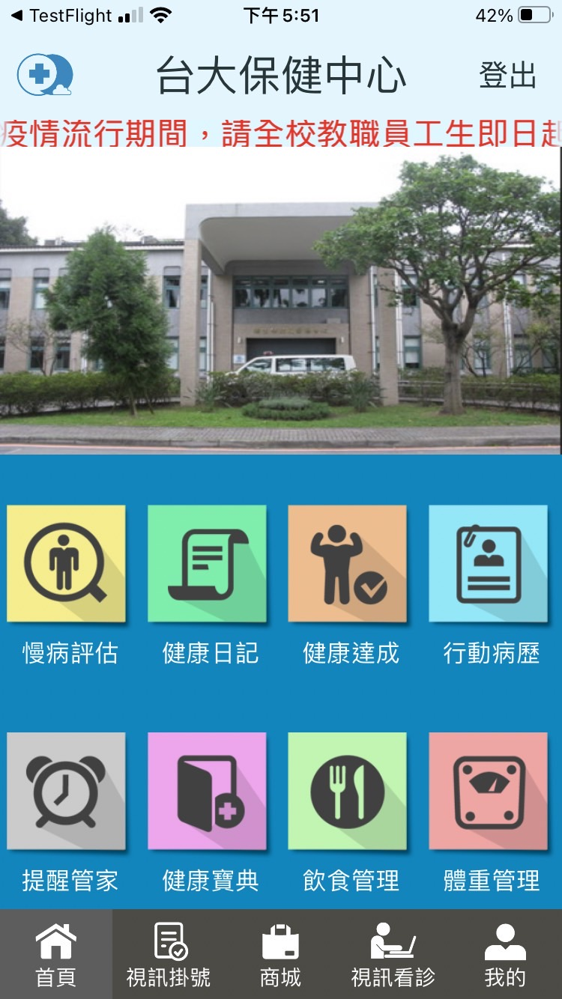 TestFlight
下午5:51
42%
台大保健中心
登出
疫情流行期間，請全校教職員工生即日起
慢病評估
健康日記
健康達成
行動病歷
提醒管家
健康寶典
飲食管理
體重管理
首頁
視訊掛號
商城
視訊看診
我的